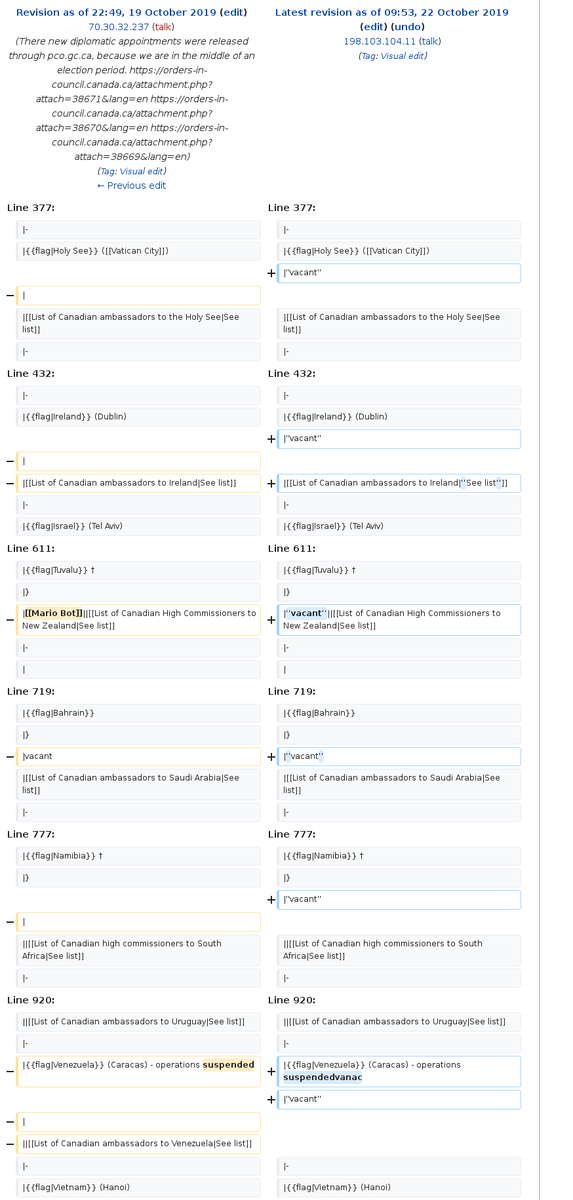 Revision as of 22:49, 19 October 2019 (edit)
70.30.32.237 (talk)
(There new diplomatic appointments were released
through pco.gc.ca, because we are in the middle of an
election period. https://orders-in-
council.canada.ca/attachment.php?
attach=38671&lang=en https://orders-in-
council.canada.ca/attachment.php?
attach=38670&lang=en https://orders-in-
council.canada.ca/attachment.php?
attach=38669&lang=en)
(Tag: Visual edit)
← Previous edit
Latest revision as of 09:53, 22 October 2019
(edit) (undo)
198.103.104.11 (talk)
(Tag: Visual edit)
Line 377:
Line 377:
|-
|-
|{{flag|Holy See}} ([[Vatican City]])
|{{flag|Holy See}} ([[Vatican City]])
+ |''vacant''
− |
|[[List of Canadian ambassadors to the Holy See|See
list]]
|[[List of Canadian ambassadors to the Holy See|See
list]]
|-
|-
Line 432:
Line 432:
|-
|-
|{{flag|Ireland}} (Dublin)
|{{flag|Ireland}} (Dublin)
+ |''vacant''
− |
− |[[List of Canadian ambassadors to Ireland|See list]]
+ |[[List of Canadian ambassadors to Ireland|''See list'']]
|-
|-
|{{flag|Israel}} (Tel Aviv)
|{{flag|Israel}} (Tel Aviv)
Line 611:
Line 611:
|{{flag|Tuvalu}} †
|{{flag|Tuvalu}} †
|}
|}
− |[[Mario Bot]]||[[List of Canadian High Commissioners to
New Zealand|See list]]
+ |''vacant''||[[List of Canadian High Commissioners to
New Zealand|See list]]
|-
|-
|
|
Line 719:
Line 719:
|{{flag|Bahrain}}
|{{flag|Bahrain}}
|}
|}
− |vacant
+ |''vacant''
|[[List of Canadian ambassadors to Saudi Arabia|See
list]]
|[[List of Canadian ambassadors to Saudi Arabia|See
list]]
|-
|-
Line 777:
Line 777:
|{{flag|Namibia}} †
|{{flag|Namibia}} †
|}
|}
+ |''vacant''
− |
||[[List of Canadian high commissioners to South
Africa|See list]]
||[[List of Canadian high commissioners to South
Africa|See list]]
|-
|-
Line 920:
Line 920:
||[[List of Canadian ambassadors to Uruguay|See list]]
||[[List of Canadian ambassadors to Uruguay|See list]]
|-
|-
− |{{flag|Venezuela}} (Caracas) - operations suspended
+ |{{flag|Venezuela}} (Caracas) - operations
suspendedvanac
+ |''vacant''
− |
− ||[[List of Canadian ambassadors to Venezuela|See list]]
|-
|-
|{{flag|Vietnam}} (Hanoi)
|{{flag|Vietnam}} (Hanoi)